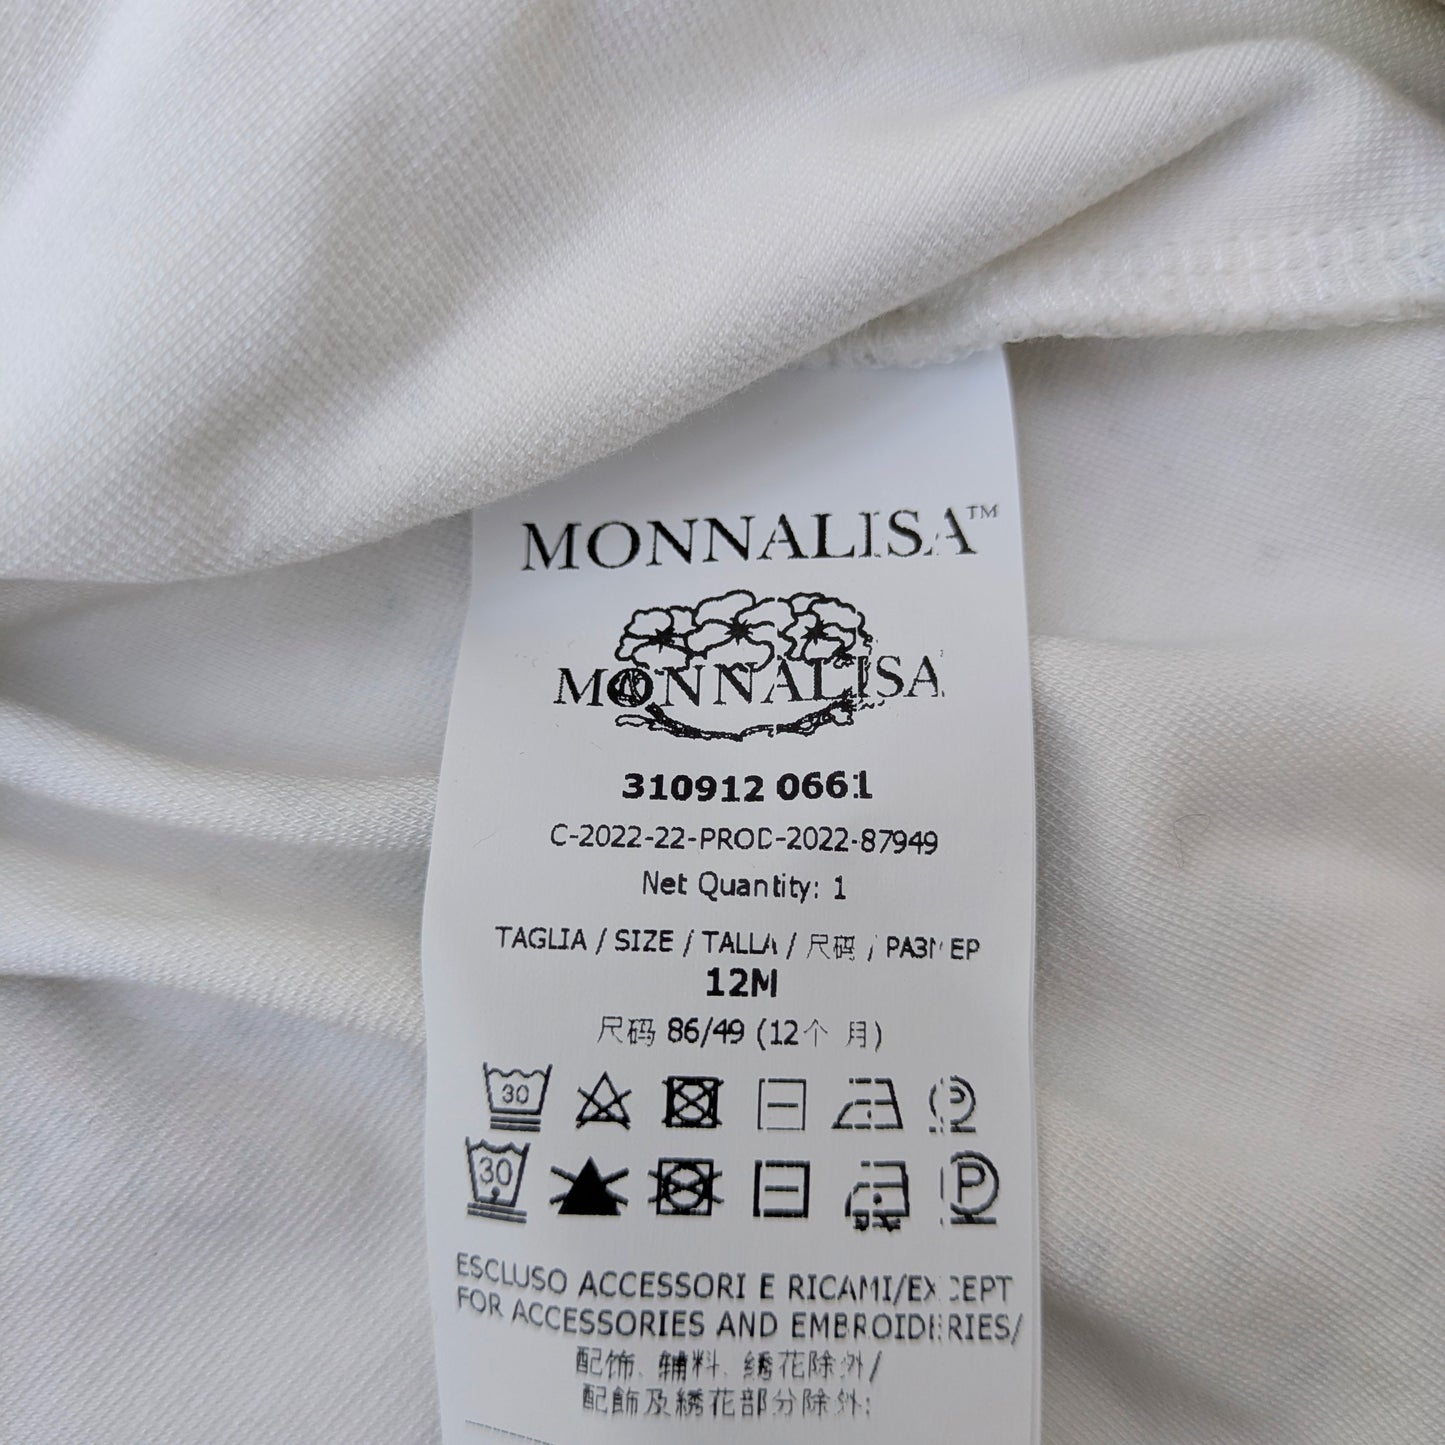 MONNALISA™
MONNALISA
310912 0661
C-2022-22-PROD-2022-87949
Net Quantity: 1
TAGLIA / SIZE / TALLA / 尺码 / РАЗМЕР
12M
尺码 86/49 (12个 月)
30 P
30 P
ESCLUSO ACCESSORI E RICAMI/EXCEPT
FOR ACCESSORIES AND EMBROIDERIES/
配饰、辅料、绣花除外/
配飾及綉花部分除外: